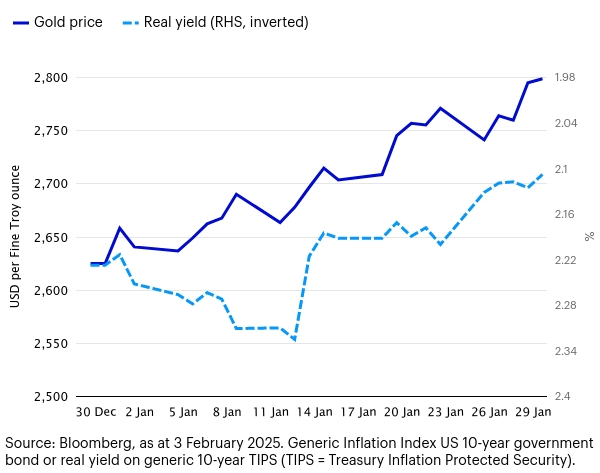 Gold price Real yield (RHS, inverted)
2,800 1.98
2,750 2.04
2,700 2.1
2,650 2.16
2,600 2.22
2,550 2.28
2,500 2.34
2.4
USD per Fine Troy ounce
%
30 Dec 2 Jan 5 Jan 8 Jan 11 Jan 14 Jan 17 Jan 20 Jan 23 Jan 26 Jan 29 Jan
Source: Bloomberg, as at 3 February 2025. Generic Inflation Index US 10-year government
bond or real yield on generic 10-year TIPS (TIPS = Treasury Inflation Protected Security).